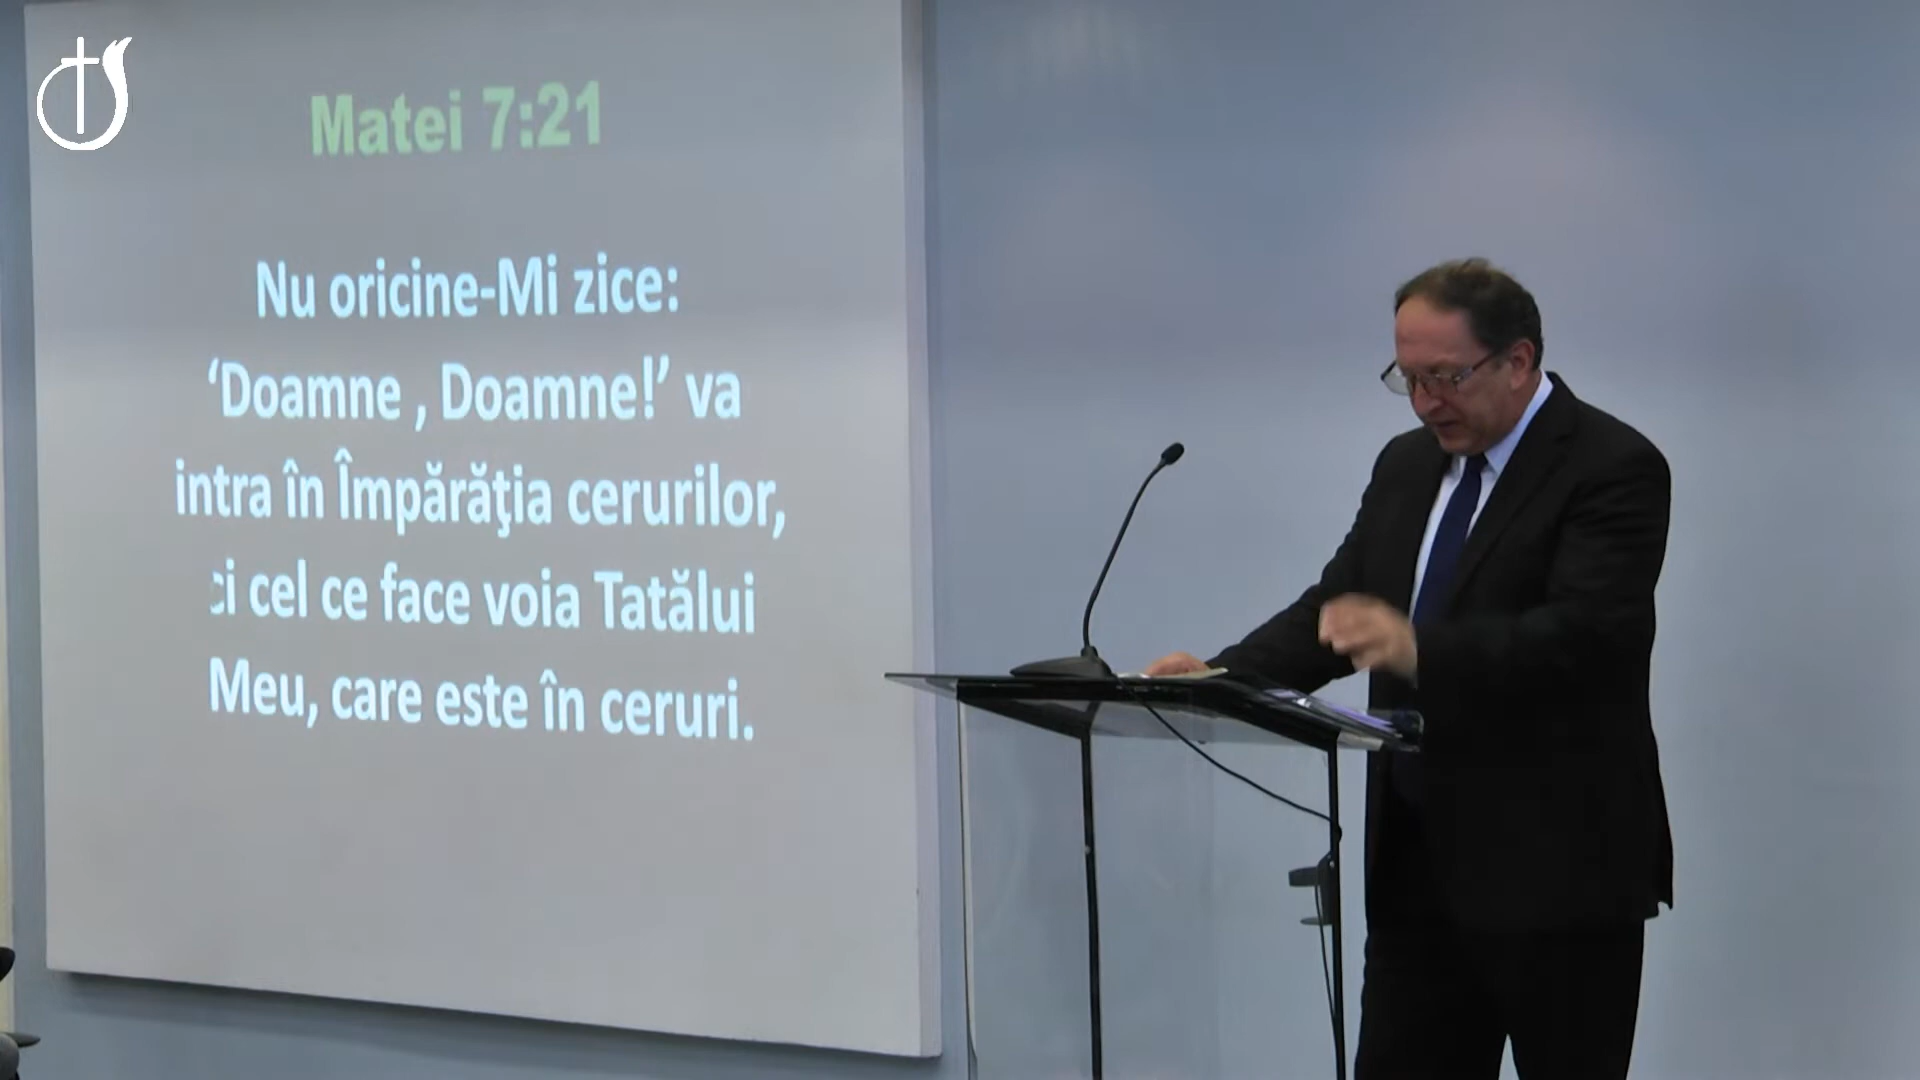 Matei 7:21
Nu oricine-Mi zice:
‘Doamne , Doamne!’ va
intra în Împărăţia cerurilor,
ci cel ce face voia Tatălui
Meu, care este în ceruri.